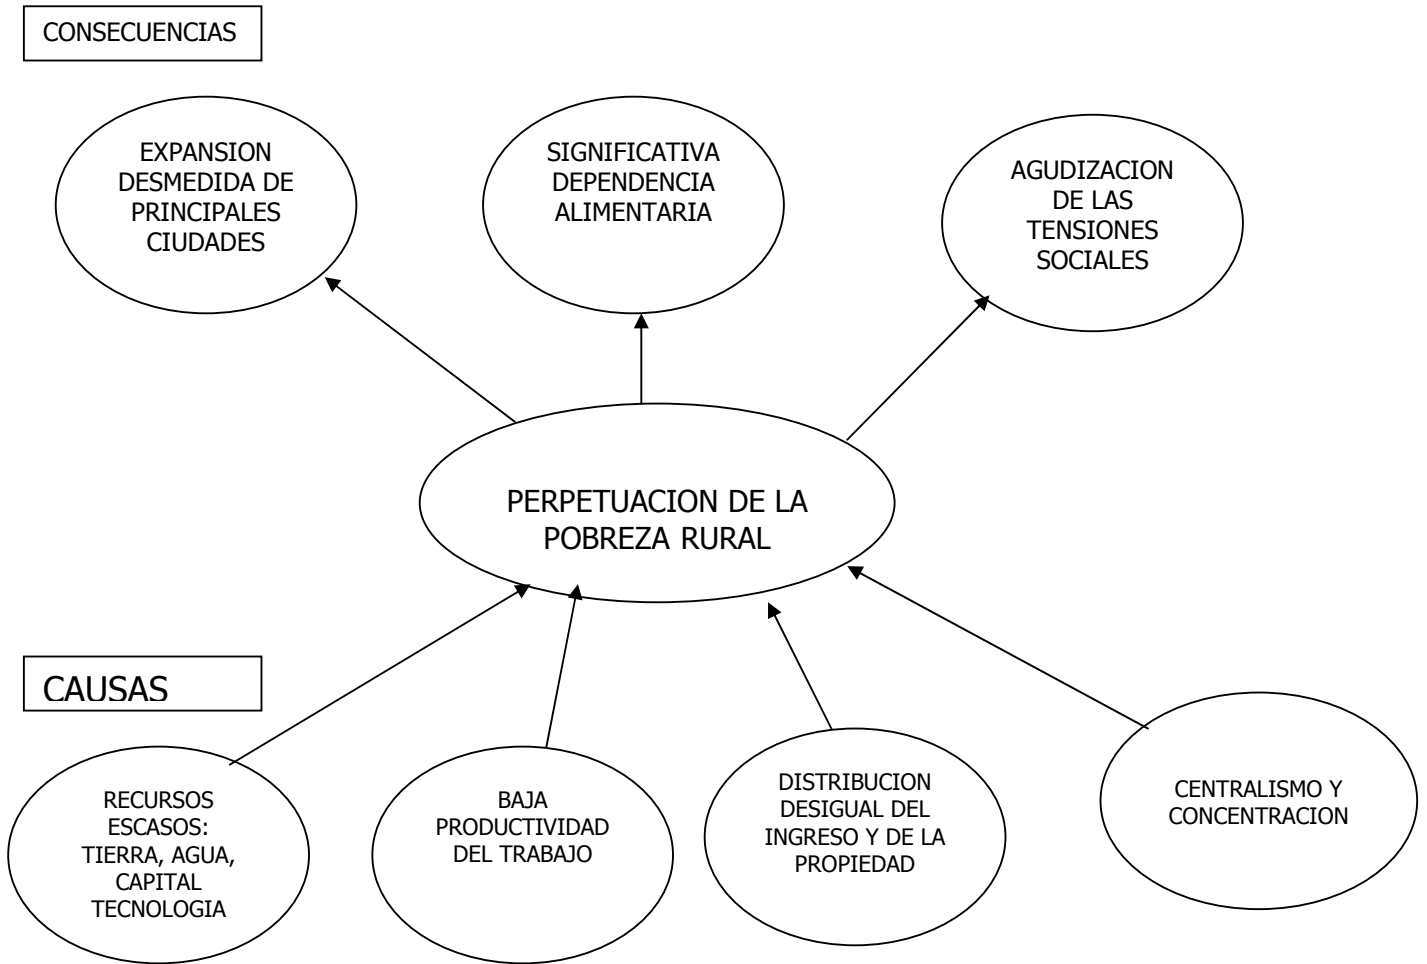 CONSECUENCIAS
EXPANSION
DESMEDIDA DE
PRINCIPALES
CIUDADES
SIGNIFICATIVA
DEPENDENCIA
ALIMENTARIA
AGUDIZACION
DE LAS
TENSIONES
SOCIALES
PERPETUACION DE LA
POBREZA RURAL
CAUSAS
RECURSOS
ESCASOS:
TIERRA, AGUA,
CAPITAL
TECNOLOGIA
BAJA
PRODUCTIVIDAD
DEL TRABAJO
DISTRIBUCION
DESIGUAL DEL
INGRESO Y DE LA
PROPIEDAD
CENTRALISMO Y
CONCENTRACION